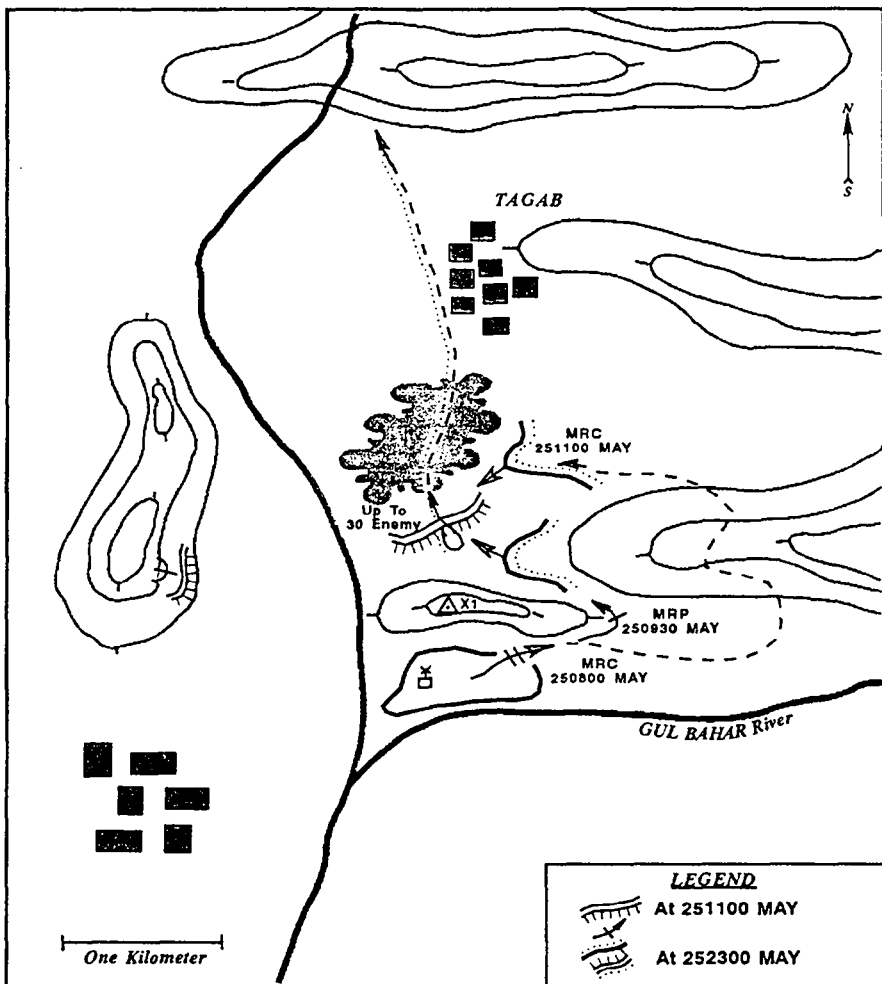 N
S
TAGAB
MRC
251100 MAY
Up To
30 Enemy
X1
MRP
250930 MAY
MRC
250800 MAY
GUL BAHAR River
LEGEND
At 251100 MAY
At 252300 MAY
One Kilometer